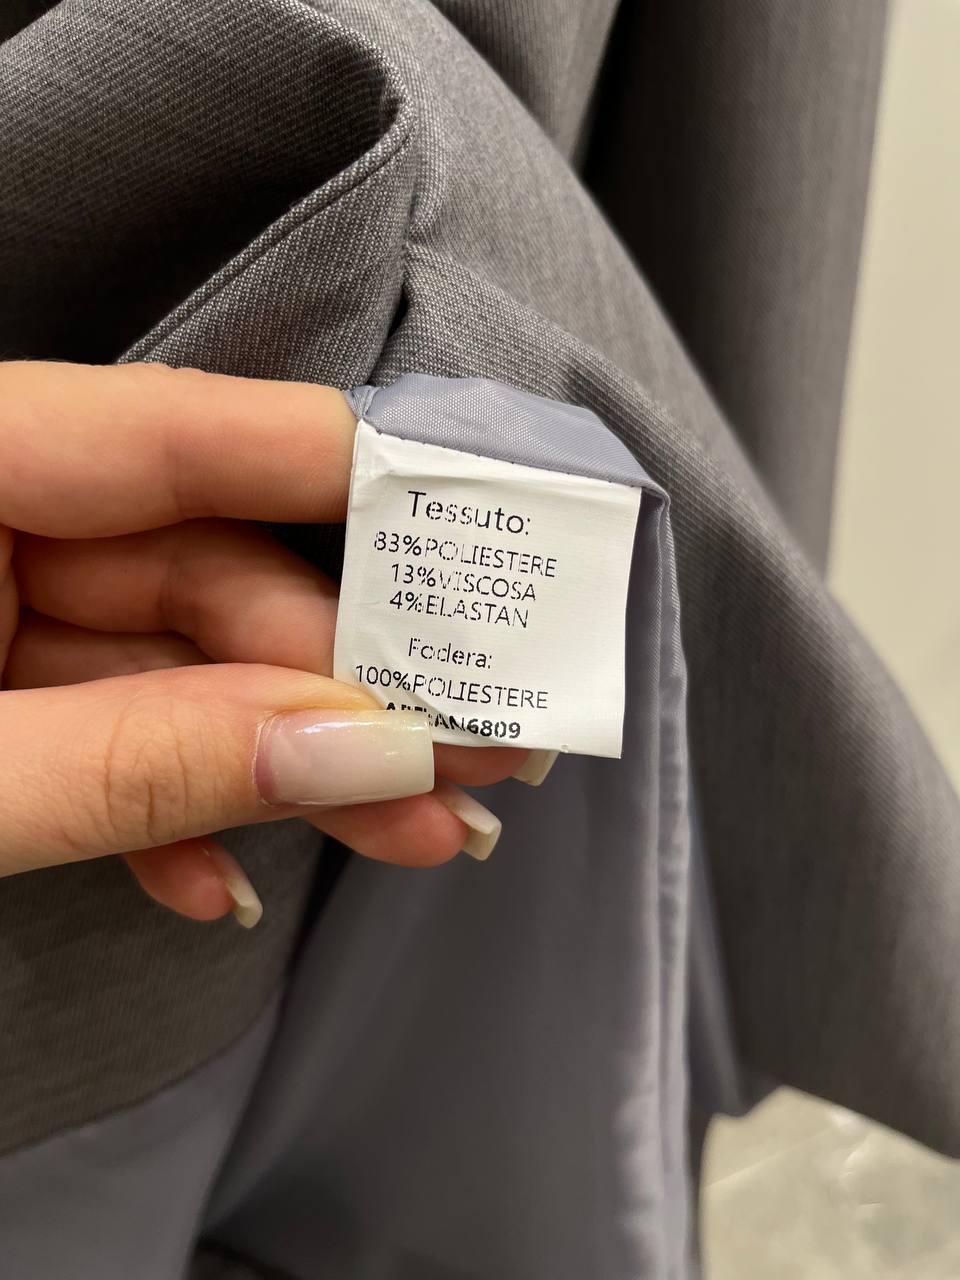 Tessuto:
83%POLIESTERE
13%VISCOSA
4%ELASTAN
Fodera:
100%POLIESTERE